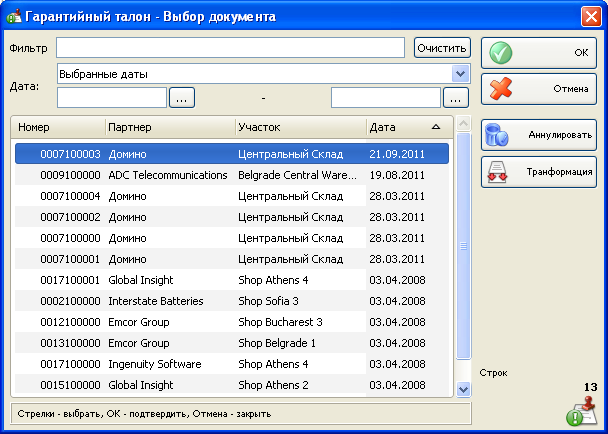 Гарантийный талон - Выбор документа
Фильтр Очистить OK
Выбранные даты
Дата: Отмена
... - ...
Номер Партнер Участок Дата Аннулировать
0007100003 Домино Центральный Склад 21.09.2011
0009100000 ADC Telecommunications Belgrade Central Ware... 19.08.2011 Транформация
0007100004 Домино Центральный Склад 28.03.2011
0007100002 Домино Центральный Склад 28.03.2011
0007100000 Домино Центральный Склад 28.03.2011
0007100001 Домино Центральный Склад 28.03.2011
0017100001 Global Insight Shop Athens 4 03.04.2008
0002100000 Interstate Batteries Shop Sofia 3 03.04.2008
0012100000 Emcor Group Shop Bucharest 3 03.04.2008
0013100000 Emcor Group Shop Belgrade 1 03.04.2008
0017100000 Ingenuity Software Shop Athens 4 03.04.2008
Строк
0015100000 Global Insight Shop Athens 2 03.04.2008
13
Стрелки - выбрать, ОК - подтвердить, Отмена - закрыть